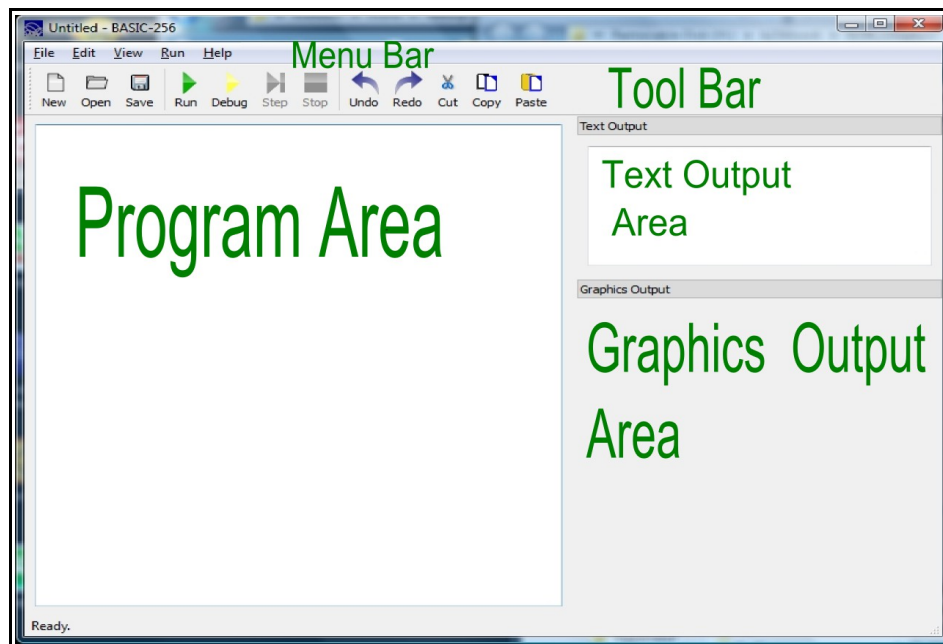 Untitled - BASIC-256
File Edit View Run Help
Menu Bar
New Open Save Run Debug Step Stop Undo Redo Cut Copy Paste
Tool Bar
Program Area
Text Output
Text Output
Area
Graphics Output
Graphics Output
Area
Ready.